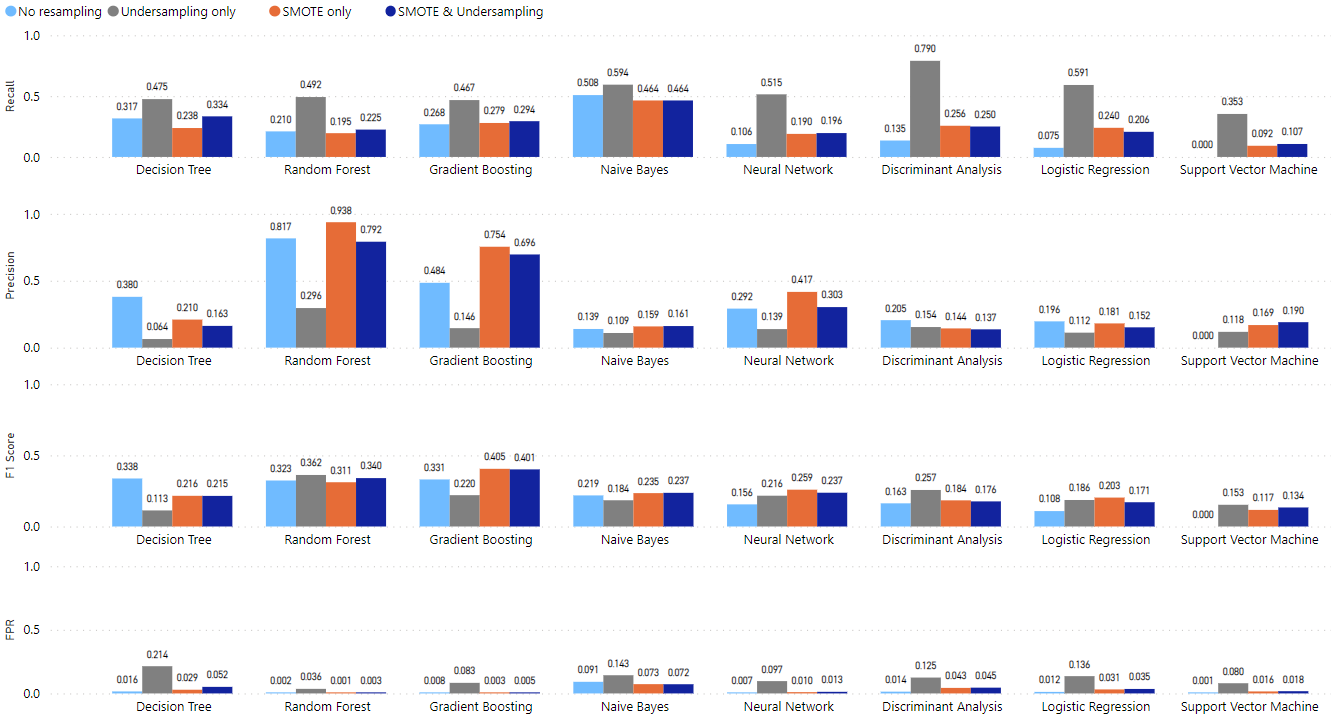 No resampling Undersampling only SMOTE only SMOTE & Undersampling
1.0
0.790
0.594
0.591
0.508
0.515
0.475 0.492 0.467 0.464 0.464
Recall 0.5
0.353
0.317 0.334
0.268 0.279 0.294
0.210 0.195 0.225 0.190 0.196 0.256 0.250 0.240 0.206
0.106 0.135 0.075 0.000 0.092 0.107
0.0
Decision Tree Random Forest Gradient Boosting Naive Bayes Neural Network Discriminant Analysis Logistic Regression Support Vector Machine
1.0
0.938
0.817 0.792
0.754 0.696
Precision 0.5
0.484
0.380 0.417
0.296 0.292 0.303
0.064 0.210 0.163 0.146 0.139 0.109 0.159 0.161 0.139 0.205 0.154 0.144 0.137 0.196 0.112 0.181 0.152 0.000 0.118 0.169 0.190
0.0
Decision Tree Random Forest Gradient Boosting Naive Bayes Neural Network Discriminant Analysis Logistic Regression Support Vector Machine
1.0
F1 Score 0.5
0.338 0.113 0.216 0.215 0.323 0.362 0.311 0.340 0.331 0.220 0.405 0.401 0.219 0.184 0.235 0.237 0.156 0.216 0.259 0.237 0.163 0.257 0.184 0.176 0.108 0.186 0.203 0.171 0.000 0.153 0.117 0.134
0.0
Decision Tree Random Forest Gradient Boosting Naive Bayes Neural Network Discriminant Analysis Logistic Regression Support Vector Machine
1.0
FPR 0.5
0.016 0.214 0.029 0.052 0.002 0.036 0.001 0.003 0.008 0.083 0.003 0.005 0.091 0.143 0.073 0.072 0.007 0.097 0.010 0.013 0.014 0.125 0.043 0.045 0.012 0.136 0.031 0.035 0.001 0.080 0.016 0.018
0.0
Decision Tree Random Forest Gradient Boosting Naive Bayes Neural Network Discriminant Analysis Logistic Regression Support Vector Machine